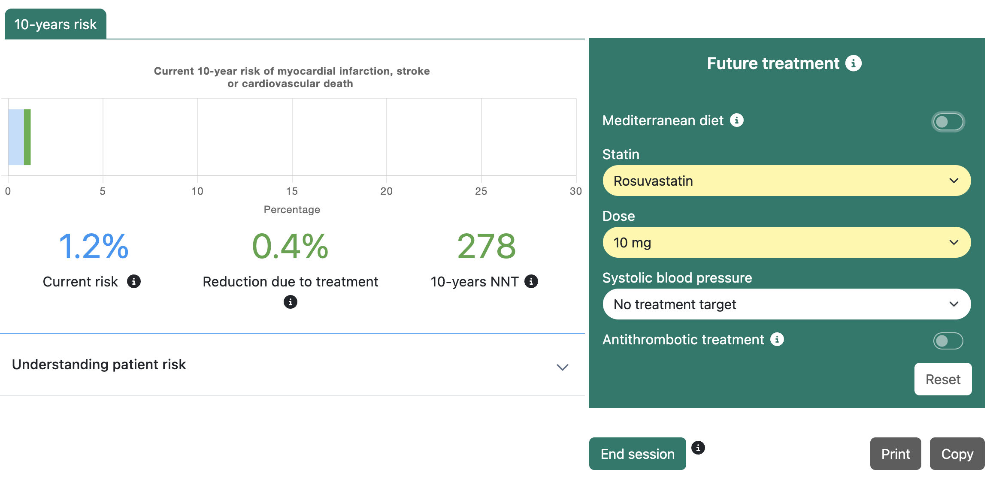 10-years risk
Current 10-year risk of myocardial infarction, stroke
or cardiovascular death
0 5 10 15 20 25 30
Percentage
1.2%
Current risk
0.4%
Reduction due to treatment
278
10-years NNT
Understanding patient risk
Future treatment
Mediterranean diet
Statin
Rosuvastatin
Dose
10 mg
Systolic blood pressure
No treatment target
Antithrombotic treatment
Reset
End session
Print
Copy